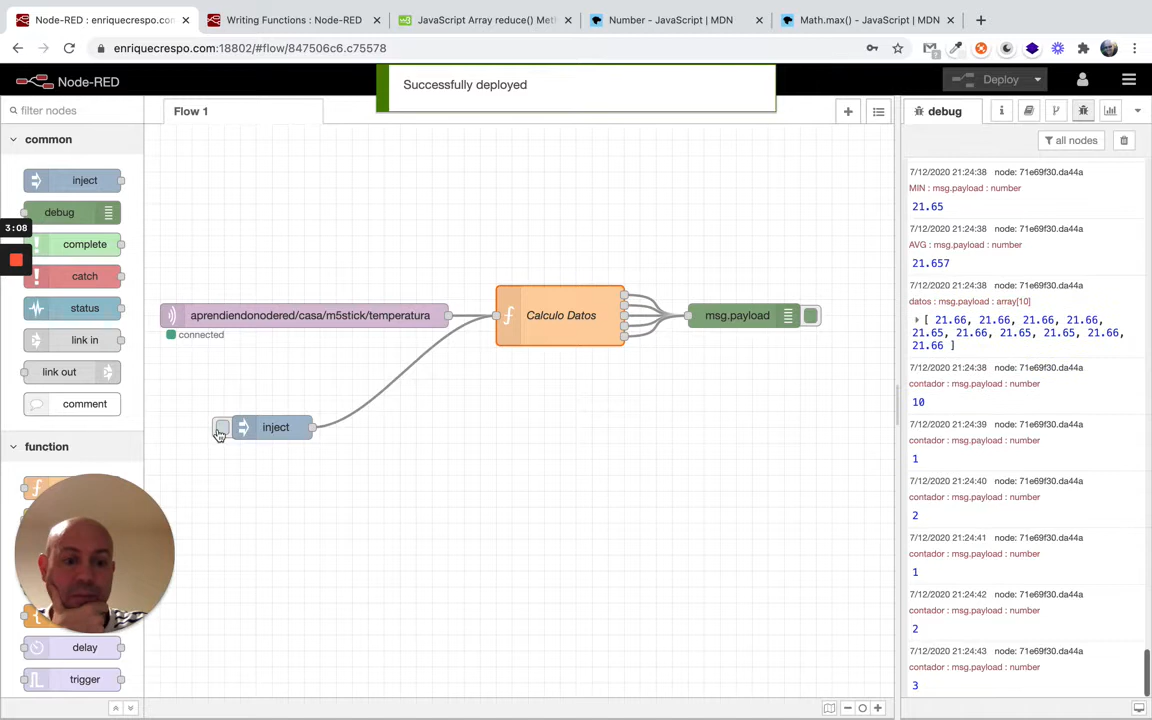 Node-RED : enriquecrespo.com
Writing Functions : Node-RED
JavaScript Array reduce() Met
Number - JavaScript | MDN
Math.max() - JavaScript | MDN
enriquecrespo.com:18802/#flow/847506c6.c75578
Node-RED
Successfully deployed
Deploy
filter nodes
Flow 1
debug
all nodes
common
inject
debug
complete
catch
status
link in
link out
comment
function
delay
trigger
3:08
aprendiendonodered/casa/m5stick/temperatura
connected
Calculo Datos
msg.payload
inject
7/12/2020 21:24:38 node: 71e69f30.da44a
MIN : msg.payload : number
21.65
7/12/2020 21:24:38 node: 71e69f30.da44a
AVG : msg.payload : number
21.657
7/12/2020 21:24:38 node: 71e69f30.da44a
datos : msg.payload : array[10]
[ 21.66, 21.66, 21.66, 21.66,
21.65, 21.66, 21.65, 21.65, 21.66,
21.66 ]
7/12/2020 21:24:38 node: 71e69f30.da44a
contador : msg.payload : number
10
7/12/2020 21:24:39 node: 71e69f30.da44a
contador : msg.payload : number
1
7/12/2020 21:24:40 node: 71e69f30.da44a
contador : msg.payload : number
2
7/12/2020 21:24:41 node: 71e69f30.da44a
contador : msg.payload : number
1
7/12/2020 21:24:42 node: 71e69f30.da44a
contador : msg.payload : number
2
7/12/2020 21:24:43 node: 71e69f30.da44a
contador : msg.payload : number
3